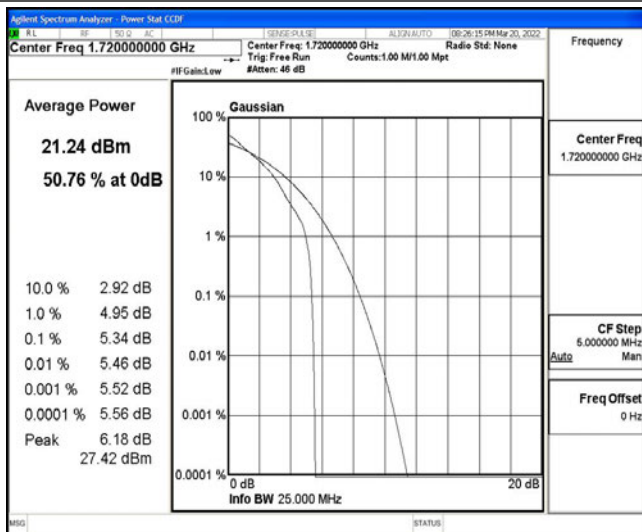 Agilent Spectrum Analyzer - Power Stat CCDF
RL RF 50 Ω AC SENSE:PULSE ALIGN AUTO 08:26:15 PM Mar 20, 2022
Center Freq 1.720000000 GHz
Center Freq: 1.720000000 GHz Radio Std: None
Trig: Free Run Counts:1.00 M/1.00 Mpt
#IFGain:Low #Atten: 46 dB
Frequency
Average Power
21.24 dBm
50.76 % at 0dB
10.0 % 2.92 dB
1.0 % 4.95 dB
0.1 % 5.34 dB
0.01 % 5.46 dB
0.001 % 5.52 dB
0.0001 % 5.56 dB
Peak 6.18 dB
27.42 dBm
Gaussian
100 %
10 %
1 %
0.1 %
0.01 %
0.001 %
0.0001 %
0 dB 20 dB
Info BW 25.000 MHz
Center Freq
1.720000000 GHz
CF Step
5.000000 MHz
Auto Man
Freq Offset
0 Hz
MSG STATUS